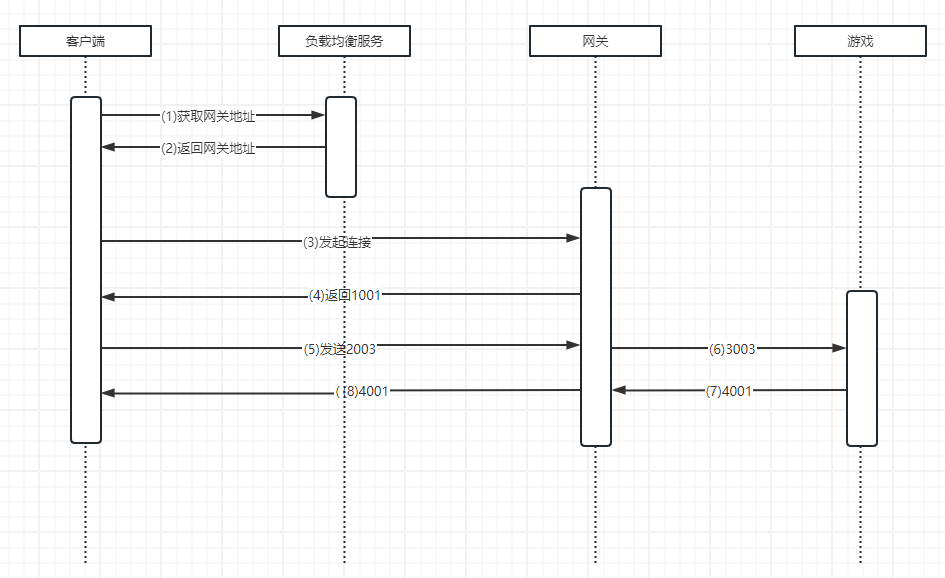 客户端
负载均衡服务
网关
游戏
(1)获取网关地址
(2)返回网关地址
(3)发起连接
(4)返回1001
(5)发送2003
(6)3003
(8)4001
(7)4001